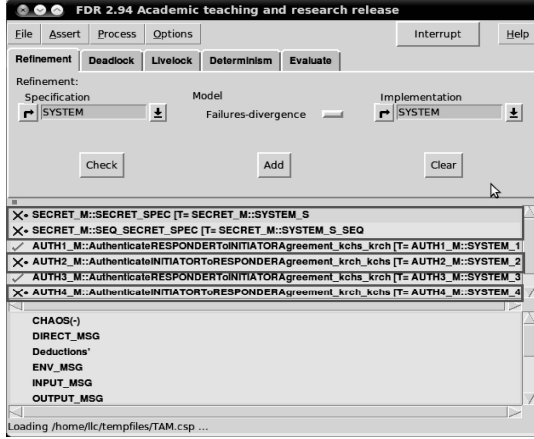 FDR 2.94 Academic teaching and research release
File Assert Process Options Interrupt Help
Refinement Deadlock Livelock Determinism Evaluate
Refinement:
Specification Model Implementation
SYSTEM Failures-divergence SYSTEM
Check Add Clear
SECRET_M::SECRET_SPEC [T= SECRET_M::SYSTEM_S
SECRET_M::SEQ_SECRET_SPEC [T= SECRET_M::SYSTEM_S_SEQ
AUTH1_M::AuthenticateRESPONDERToINITIATORAgreement_kchs_krch [T= AUTH1_M::SYSTEM_1
AUTH2_M::AuthenticateINITIATORToRESPONDERAgreement_krch_kchs [T= AUTH2_M::SYSTEM_2
AUTH3_M::AuthenticateRESPONDERToINITIATORAgreement_kchs_krch [T= AUTH3_M::SYSTEM_3
AUTH4_M::AuthenticateINITIATORToRESPONDERAgreement_krch_kchs [T= AUTH4_M::SYSTEM_4
CHAOS(-)
DIRECT_MSG
Deductions'
ENV_MSG
INPUT_MSG
OUTPUT_MSG
Loading /home/llc/tempfiles/TAM.csp ...